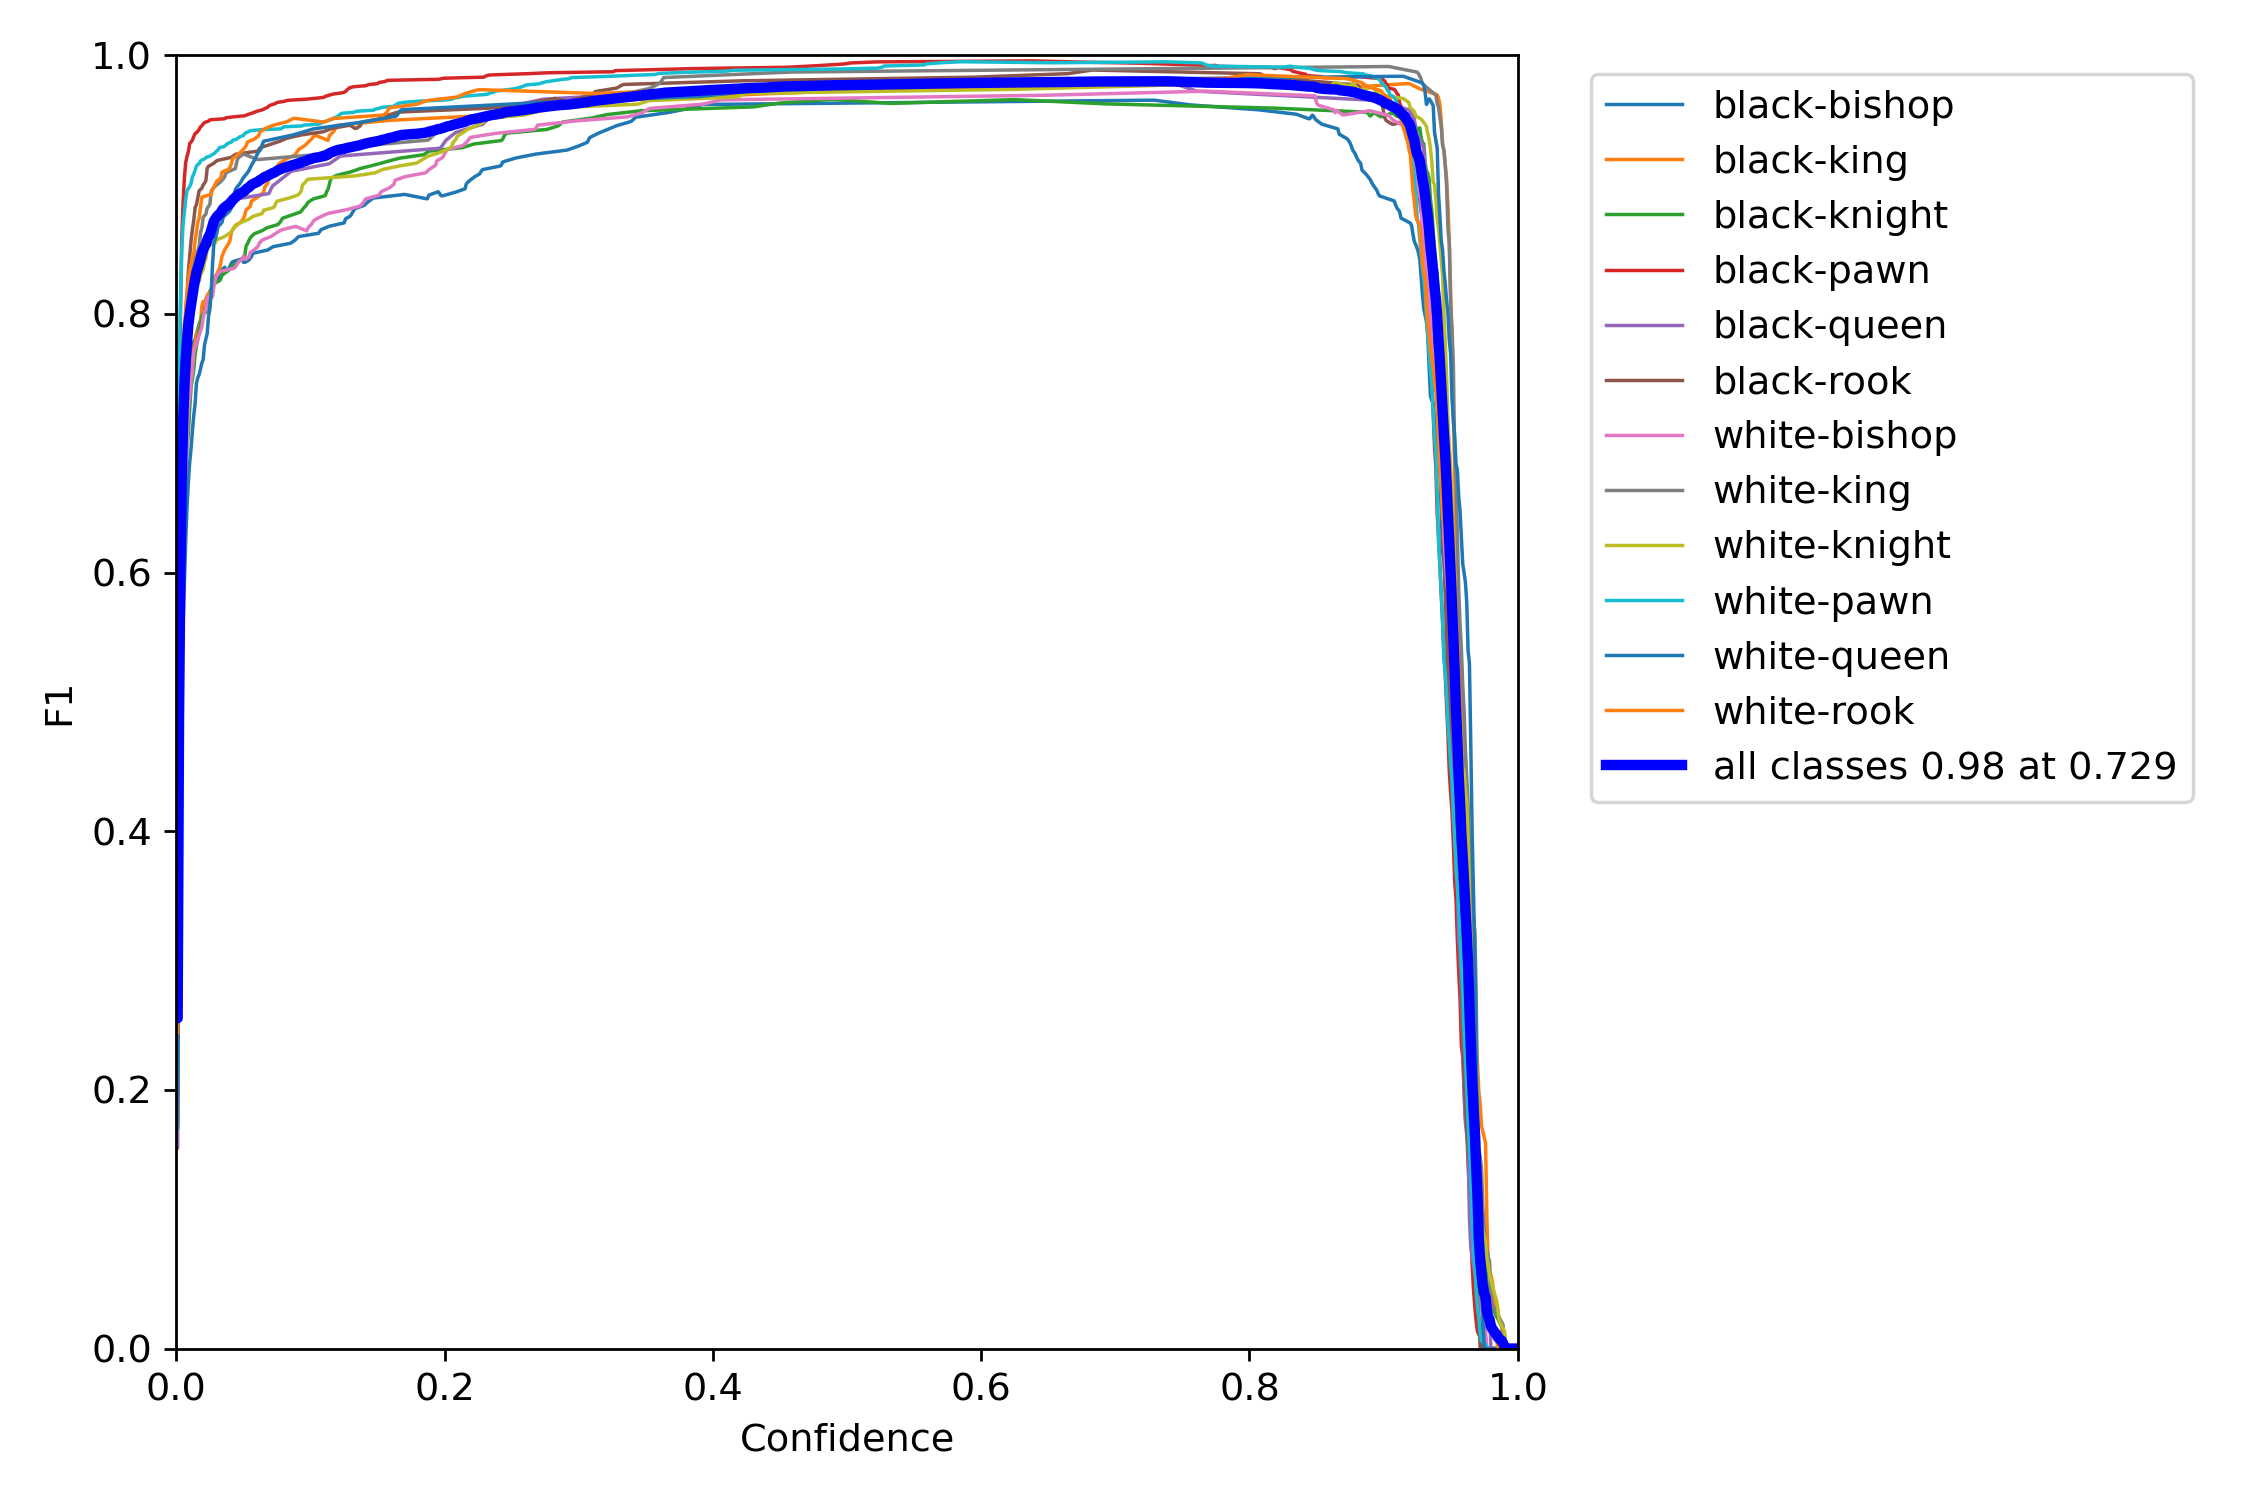 1.0
0.8
0.6
0.4
0.2
0.0
F1
0.0 0.2 0.4 0.6 0.8 1.0
Confidence
black-bishop
black-king
black-knight
black-pawn
black-queen
black-rook
white-bishop
white-king
white-knight
white-pawn
white-queen
white-rook
all classes 0.98 at 0.729